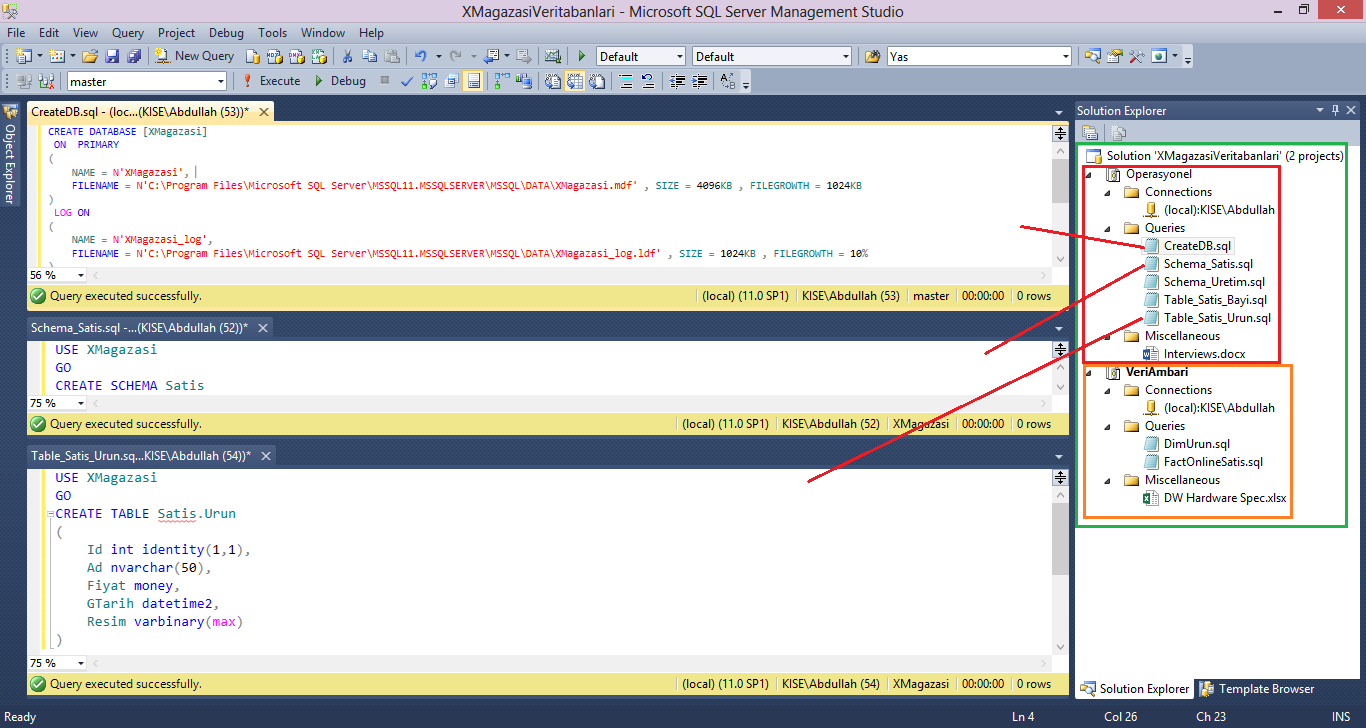 XMagazasiVeritabanlari - Microsoft SQL Server Management Studio
File Edit View Query Project Debug Tools Window Help
New Query Default Default Yas
master Execute Debug
Object Explorer
CreateDB.sql - (loc...(KISE\Abdullah (53))*
CREATE DATABASE [XMagazasi]
ON PRIMARY
(
NAME = N'XMagazasi',
FILENAME = N'C:\Program Files\Microsoft SQL Server\MSSQL11.MSSQLSERVER\MSSQL\DATA\XMagazasi.mdf' , SIZE = 4096KB , FILEGROWTH = 1024KB
)
LOG ON
(
NAME = N'XMagazasi_log',
FILENAME = N'C:\Program Files\Microsoft SQL Server\MSSQL11.MSSQLSERVER\MSSQL\DATA\XMagazasi_log.ldf' , SIZE = 1024KB , FILEGROWTH = 10%
)
56 %
Query executed successfully. (local) (11.0 SP1) KISE\Abdullah (53) master 00:00:00 0 rows
Schema_Satis.sql -...(KISE\Abdullah (52))*
USE XMagazasi
GO
CREATE SCHEMA Satis
75 %
Query executed successfully. (local) (11.0 SP1) KISE\Abdullah (52) XMagazasi 00:00:00 0 rows
Table_Satis_Urun.sq...KISE\Abdullah (54))*
USE XMagazasi
GO
CREATE TABLE Satis.Urun
(
Id int identity(1,1),
Ad nvarchar(50),
Fiyat money,
GTarih datetime2,
Resim varbinary(max)
)
75 %
Query executed successfully. (local) (11.0 SP1) KISE\Abdullah (54) XMagazasi 00:00:00 0 rows
Solution Explorer
Solution 'XMagazasiVeritabanlari' (2 projects)
Operasyonel
Connections
(local):KISE\Abdullah
Queries
CreateDB.sql
Schema_Satis.sql
Schema_Uretim.sql
Table_Satis_Bayi.sql
Table_Satis_Urun.sql
Miscellaneous
Interviews.docx
VeriAmbari
Connections
(local):KISE\Abdullah
Queries
DimUrun.sql
FactOnlineSatis.sql
Miscellaneous
DW Hardware Spec.xlsx
Solution Explorer Template Browser
Ready Ln 4 Col 26 Ch 23 INS